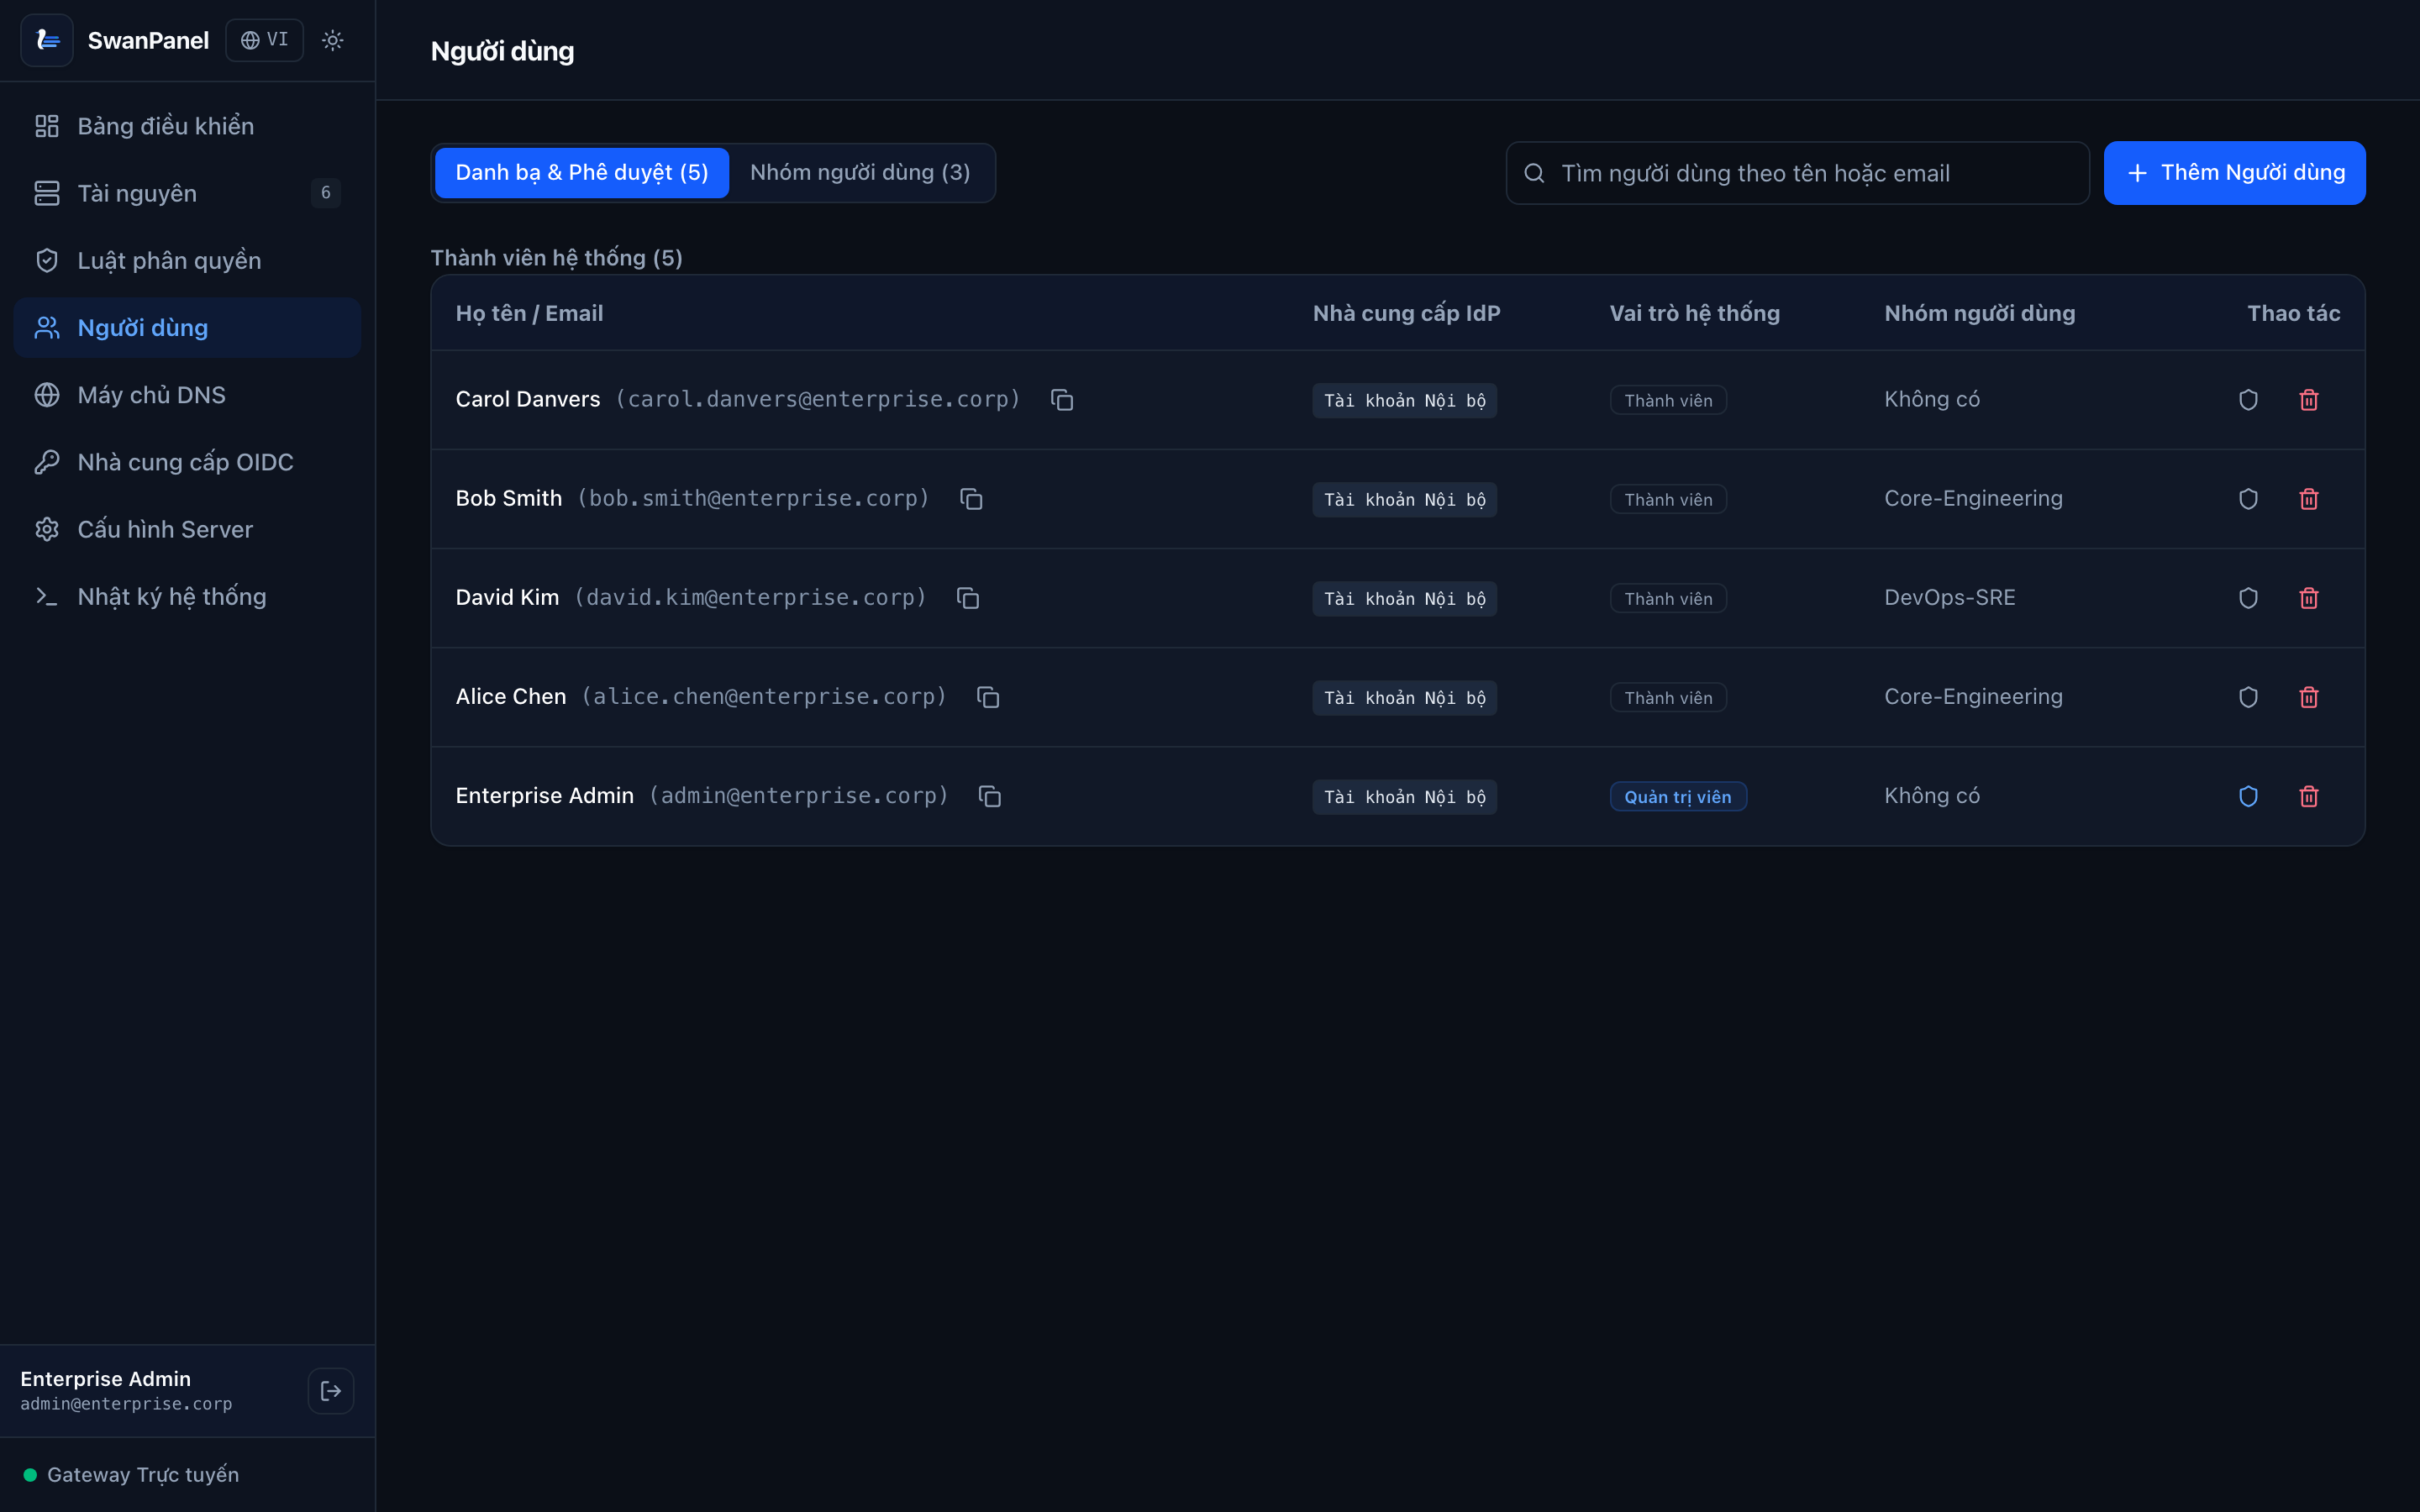 SwanPanel
VI
Bảng điều khiển
Tài nguyên 6
Luật phân quyền
Người dùng
Máy chủ DNS
Nhà cung cấp OIDC
Cấu hình Server
Nhật ký hệ thống
Enterprise Admin
admin@enterprise.corp
Gateway Trực tuyến
Người dùng
Danh bạ & Phê duyệt (5) Nhóm người dùng (3) Tìm người dùng theo tên hoặc email Thêm Người dùng
Thành viên hệ thống (5)
Họ tên / Email Nhà cung cấp IdP Vai trò hệ thống Nhóm người dùng Thao tác
Carol Danvers (carol.danvers@enterprise.corp) Tài khoản Nội bộ Thành viên Không có
Bob Smith (bob.smith@enterprise.corp) Tài khoản Nội bộ Thành viên Core-Engineering
David Kim (david.kim@enterprise.corp) Tài khoản Nội bộ Thành viên DevOps-SRE
Alice Chen (alice.chen@enterprise.corp) Tài khoản Nội bộ Thành viên Core-Engineering
Enterprise Admin (admin@enterprise.corp) Tài khoản Nội bộ Quản trị viên Không có